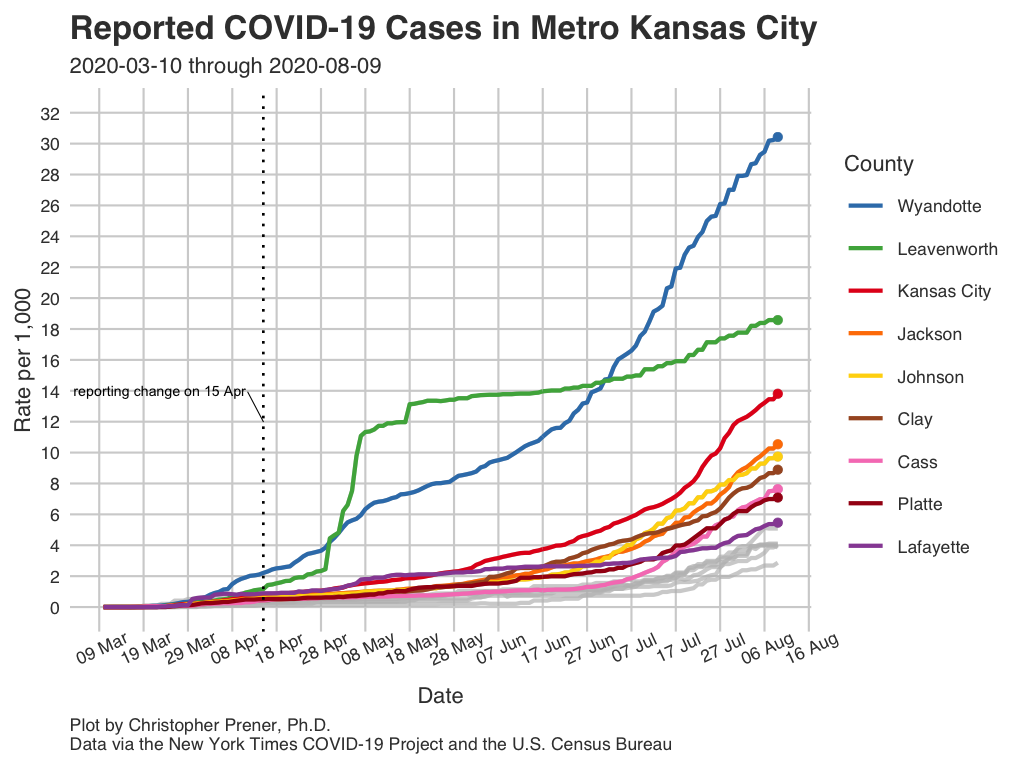 Reported COVID-19 Cases in Metro Kansas City
2020-03-10 through 2020-08-09
Rate per 1,000
32
30
28
26
24
22
20
18
16
14
12
10
8
6
4
2
0
reporting change on 15 Apr
09 Mar
19 Mar
29 Mar
08 Apr
18 Apr
28 Apr
08 May
18 May
28 May
07 Jun
17 Jun
27 Jun
07 Jul
17 Jul
27 Jul
06 Aug
16 Aug
Date
County
Wyandotte
Leavenworth
Kansas City
Jackson
Johnson
Clay
Cass
Platte
Lafayette
Plot by Christopher Prener, Ph.D.
Data via the New York Times COVID-19 Project and the U.S. Census Bureau